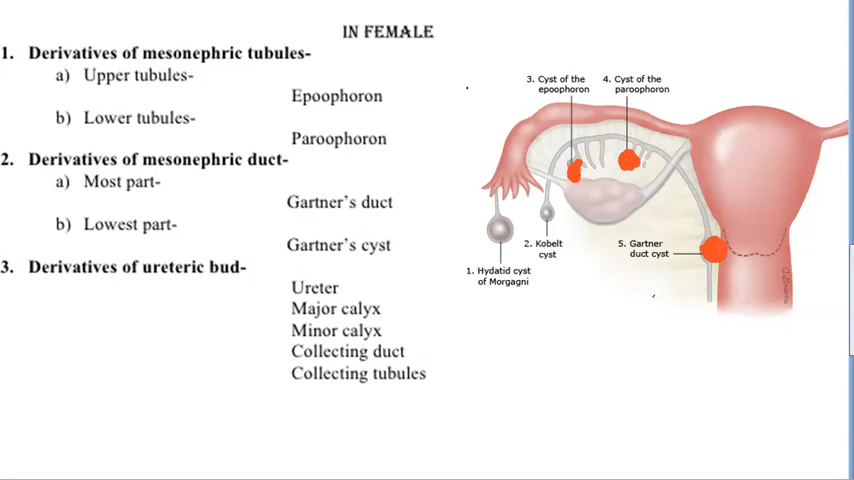 IN FEMALE
1. Derivatives of mesonephric tubules-
a) Upper tubules-
Epoophoron
b) Lower tubules-
Paroophoron
2. Derivatives of mesonephric duct-
a) Most part-
Gartner's duct
b) Lowest part-
Gartner's cyst
3. Derivatives of ureteric bud-
Ureter
Major calyx
Minor calyx
Collecting duct
Collecting tubules
3. Cyst of the
epoophoron
4. Cyst of the
paroophoron
2. Kobelt
cyst
5. Gartner
duct cyst
1. Hydatid cyst
of Morgagni